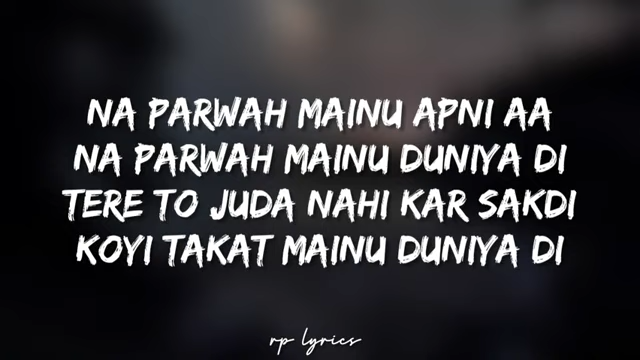 NA PARWAH MAINU APNI AA
NA PARWAH MAINU DUNIYA DI
TERE TO JUDA NAHI KAR SAKDI
KOYI TAKAT MAINU DUNIYA DI
rp lyrics